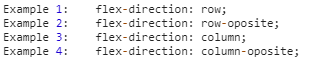 Example 1:    flex-direction: row;
Example 2:    flex-direction: row-oposite;
Example 3:    flex-direction: column;
Example 4:    flex-direction: column-oposite;